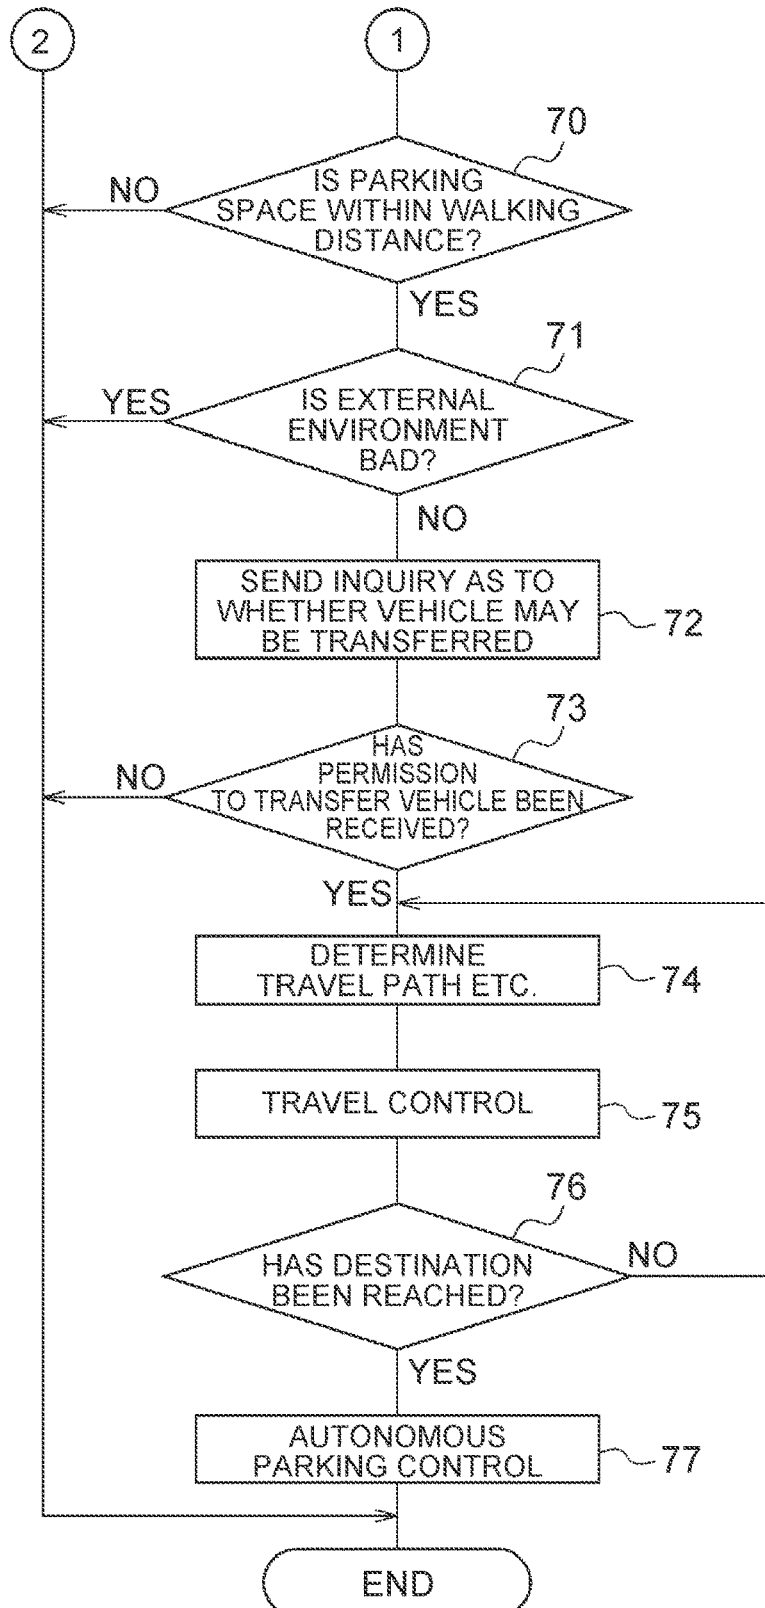 2
1
70
IS PARKING
SPACE WITHIN WALKING
DISTANCE?
NO
YES
71
IS EXTERNAL
ENVIRONMENT
BAD?
YES
NO
SEND INQUIRY AS TO
WHETHER VEHICLE MAY
BE TRANSFERRED
72
73
HAS
PERMISSION
TO TRANSFER VEHICLE BEEN
RECEIVED?
NO
YES
DETERMINE
TRAVEL PATH ETC.
74
TRAVEL CONTROL
75
76
HAS DESTINATION
BEEN REACHED?
NO
YES
AUTONOMOUS
PARKING CONTROL
77
END